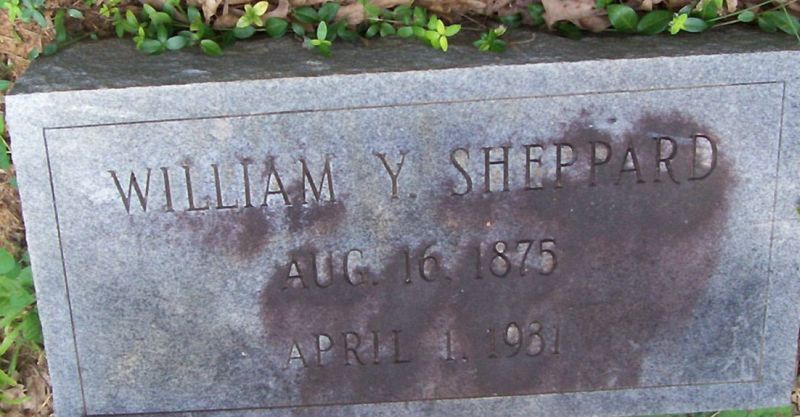 WILLIAM Y. SHEPPARD
AUG. 16, 1875
APRIL 1, 1931